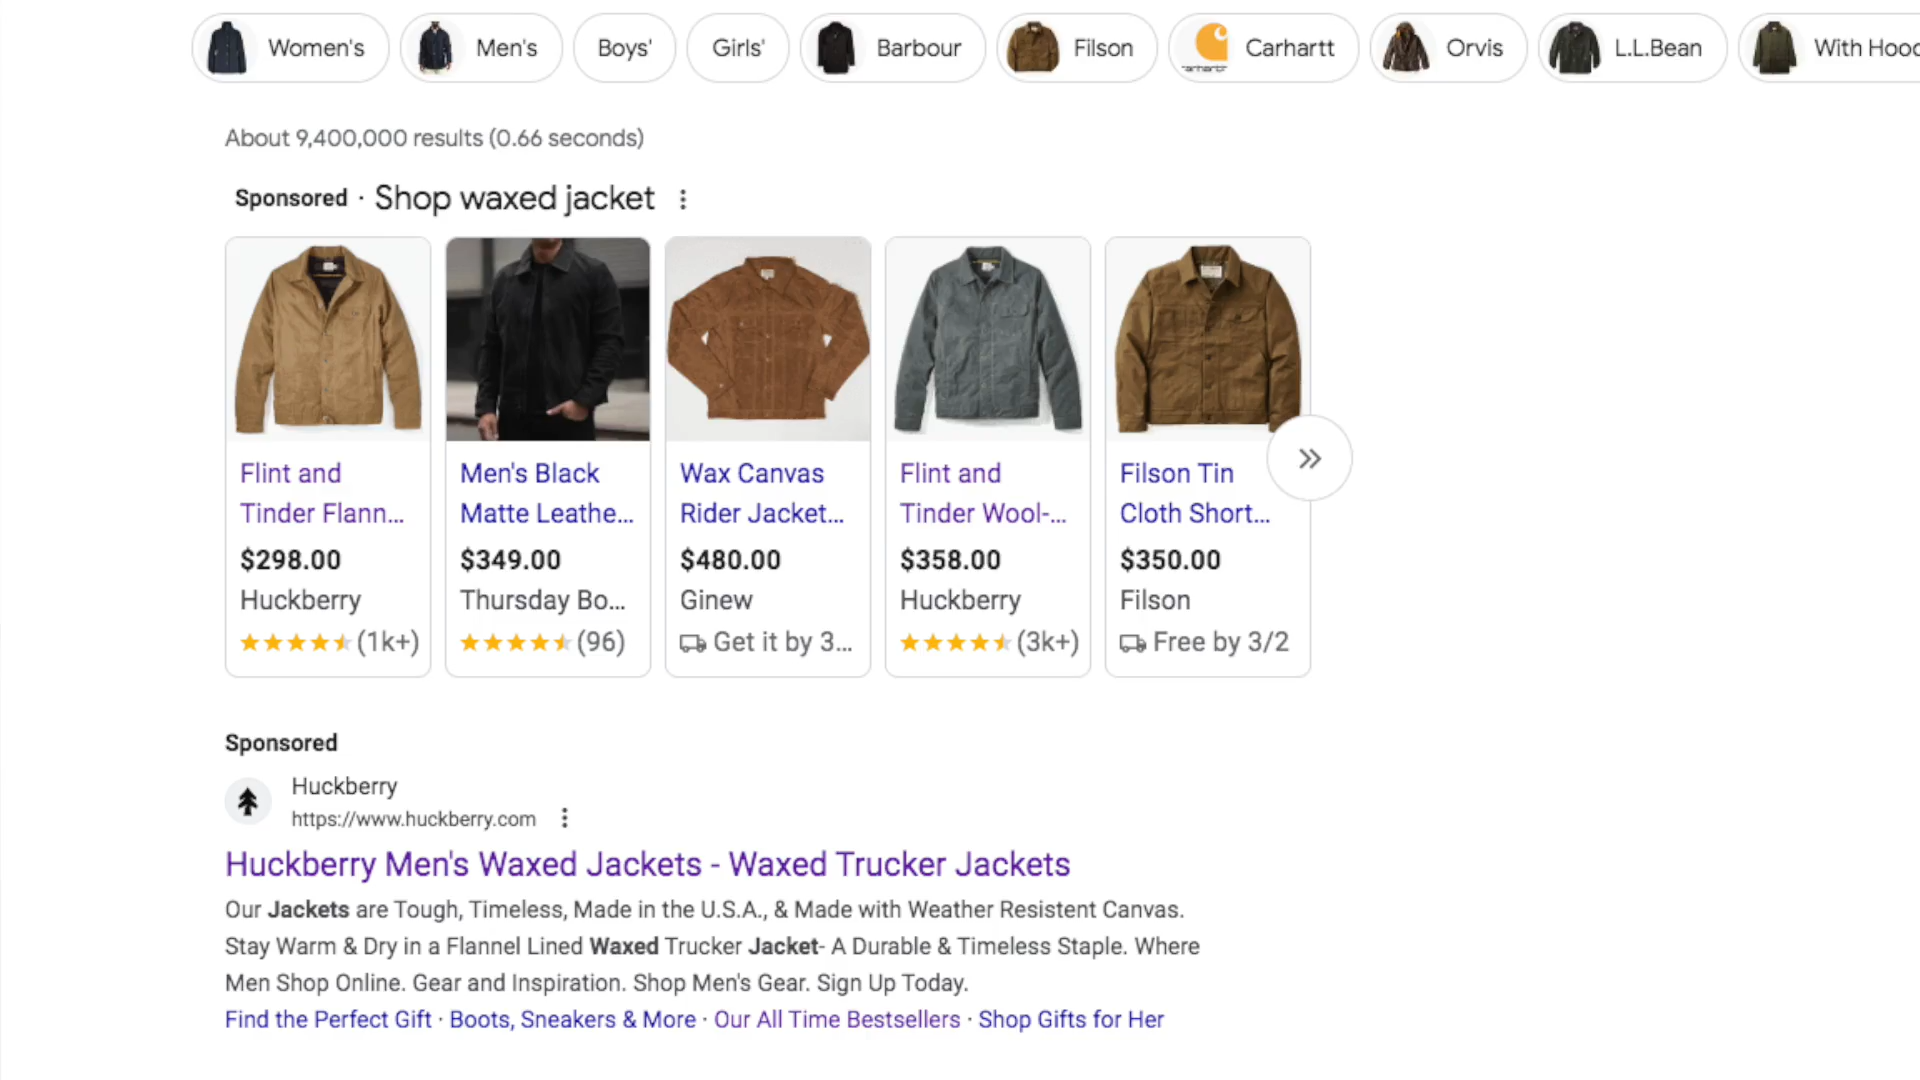 Women's
Men's
Boys'
Girls'
Barbour
Filson
Carhartt
Orvis
L.L.Bean
With Hood
About 9,400,000 results (0.66 seconds)
Sponsored · Shop waxed jacket
Flint and
Tinder Flann...
$298.00
Huckberry
(1k+)
Men's Black
Matte Leathe...
$349.00
Thursday Bo...
(96)
Wax Canvas
Rider Jacket...
$480.00
Ginew
Get it by 3...
Flint and
Tinder Wool-...
$358.00
Huckberry
(3k+)
Filson Tin
Cloth Short...
$350.00
Filson
Free by 3/2
Sponsored
Huckberry
https://www.huckberry.com
Huckberry Men's Waxed Jackets - Waxed Trucker Jackets
Our Jackets are Tough, Timeless, Made in the U.S.A., & Made with Weather Resistent Canvas.
Stay Warm & Dry in a Flannel Lined Waxed Trucker Jacket- A Durable & Timeless Staple. Where
Men Shop Online. Gear and Inspiration. Shop Men's Gear. Sign Up Today.
Find the Perfect Gift · Boots, Sneakers & More · Our All Time Bestsellers · Shop Gifts for Her